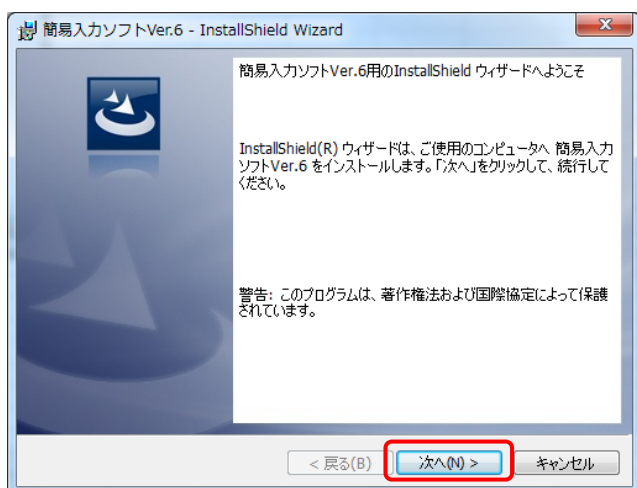 簡易入力ソフトVer.6 - InstallShield Wizard
簡易入力ソフトVer.6用のInstallShield ウィザードへようこそ
InstallShield(R) ウィザードは、ご使用のコンピュータへ 簡易入力
ソフトVer.6 をインストールします。「次へ」をクリックして、続行して
ください。
警告: このプログラムは、著作権法および国際協定によって保護
されています。
< 戻る(B)
次へ(N) >
キャンセル